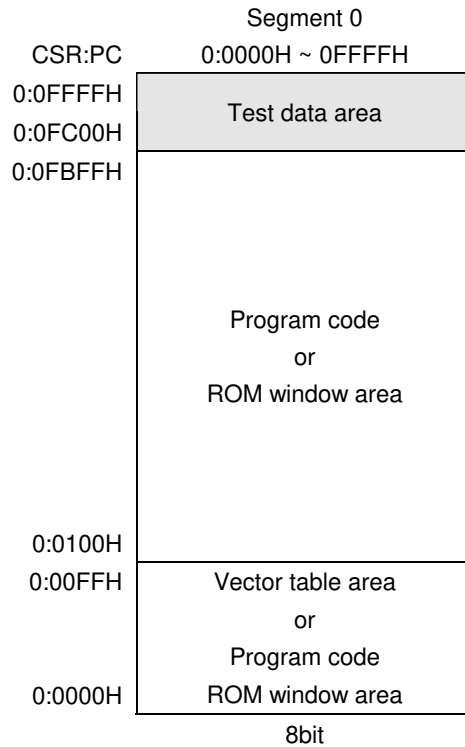 Segment 0
CSR:PC 0:0000H ~ 0FFFFH
0:0FFFFH
Test data area
0:0FC00H
0:0FBFFH
Program code
or
ROM window area
0:0100H
0:00FFH Vector table area
or
Program code
0:0000H ROM window area
8bit